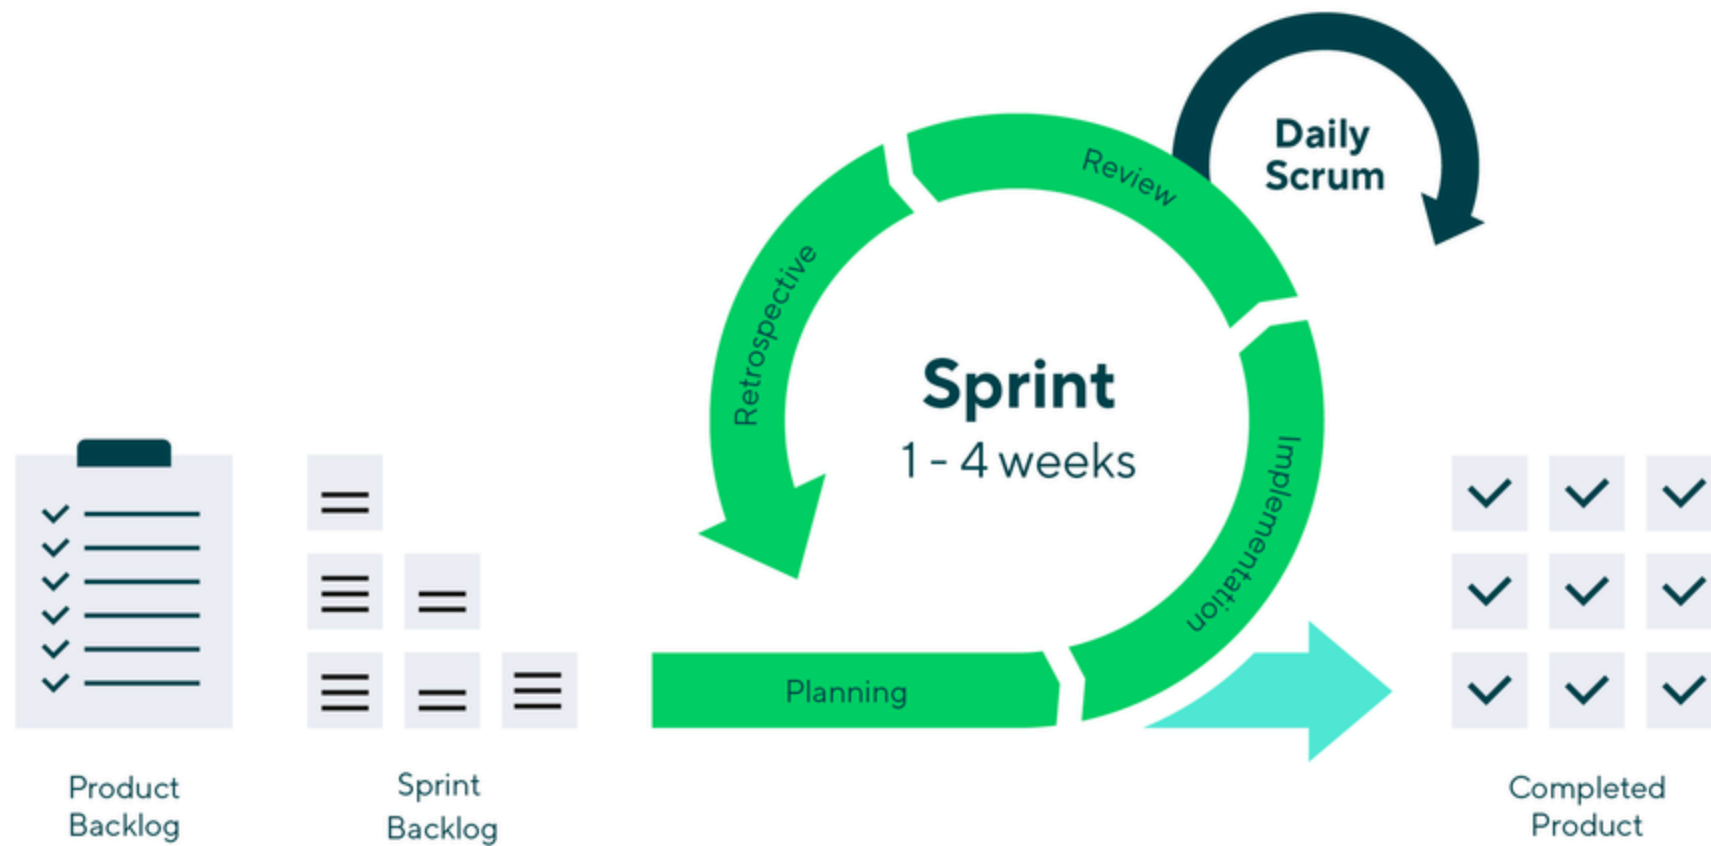 Daily
Scrum
Review
Retrospective
Sprint
1 - 4 weeks
Implementation
Planning
Product
Backlog
Sprint
Backlog
Completed
Product